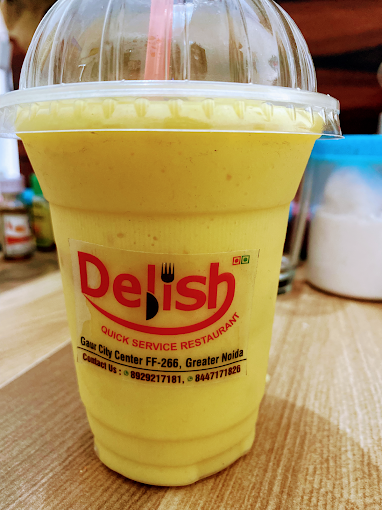 Delish
QUICK SERVICE RESTAURANT
Gaur City Center FF-266, Greater Noida
Contact Us : 8929217181, 8447171826